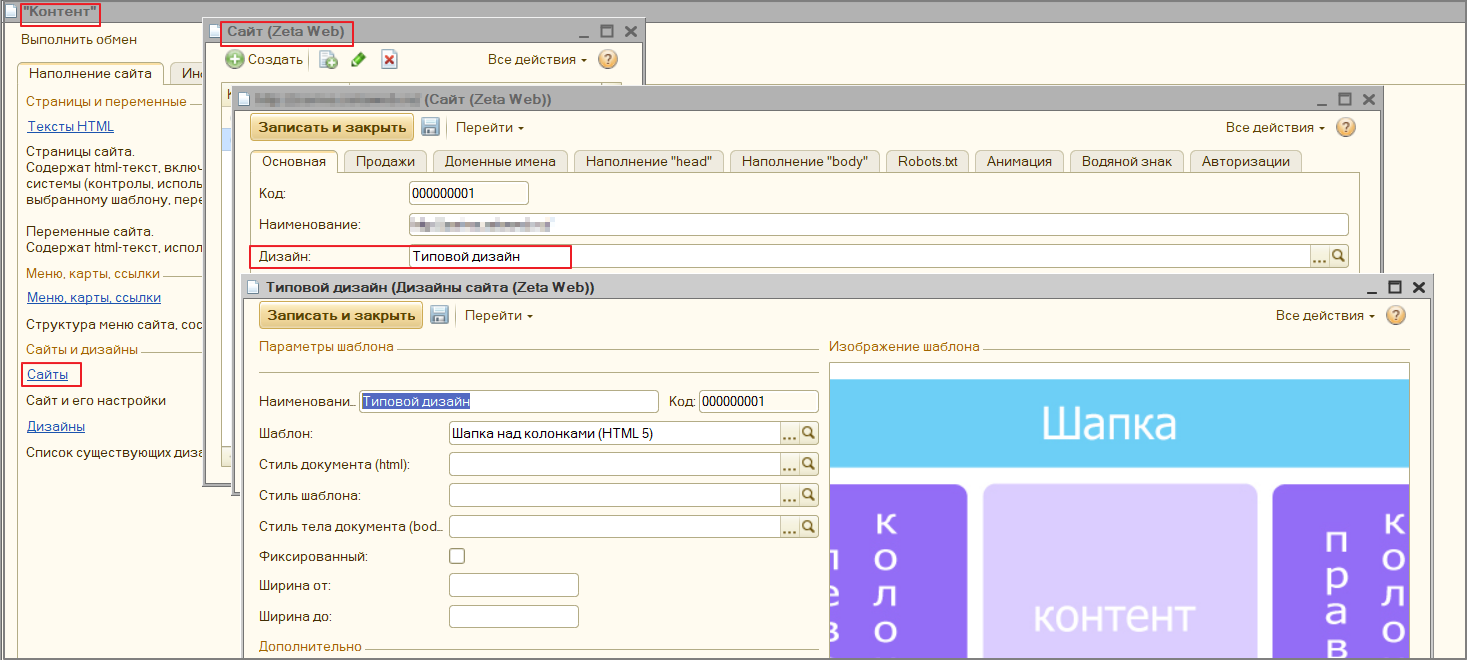 "Контент"
Выполнить обмен
Наполнение сайта
Страницы и переменные
Тексты HTML
Страницы сайта.
Содержат html-текст, включ
системы (контролы, исполь
выбранному шаблону, пере
Переменные сайта.
Содержат html-текст, испол
Меню, карты, ссылки
Меню, карты, ссылки
Структура меню сайта, сос
Сайты и дизайны
Сайты
Сайт и его настройки
Дизайны
Список существующих диза
Сайт (Zeta Web)
Создать
Все действия
(Сайт (Zeta Web))
Записать и закрыть
Перейти
Все действия
Основная
Продажи
Доменные имена
Наполнение "head"
Наполнение "body"
Robots.txt
Анимация
Водяной знак
Авторизации
Код: 000000001
Наименование:
Дизайн: Типовой дизайн
Типовой дизайн (Дизайны сайта (Zeta Web))
Записать и закрыть
Перейти
Все действия
Параметры шаблона
Наименовани... Типовой дизайн Код: 000000001
Шаблон: Шапка над колонками (HTML 5)
Стиль документа (html):
Стиль шаблона:
Стиль тела документа (bod...
Фиксированный:
Ширина от:
Ширина до:
Дополнительно
Изображение шаблона
Шапка
коло
контент
прав
коло